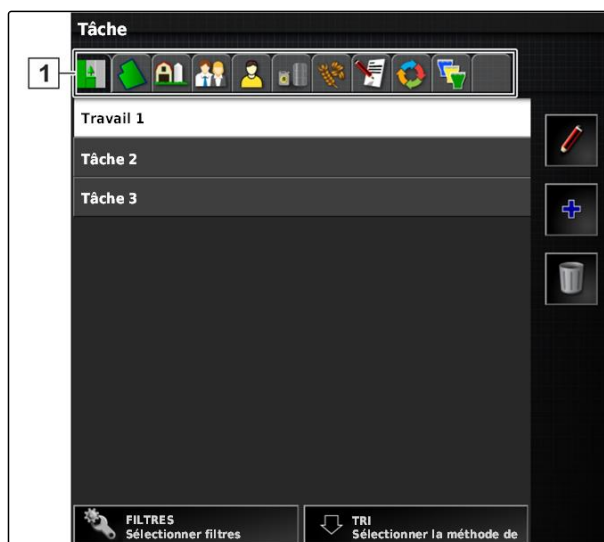 Tâche
1
Travail 1
Tâche 2
Tâche 3
FILTRES
Sélectionner filtres
TRI
Sélectionner la méthode de